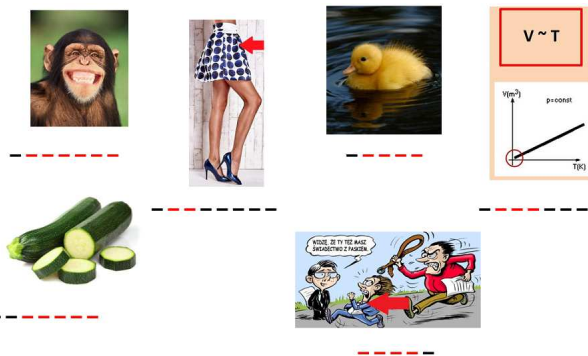 V ~ T
V(m³)
p=const
T(K)
WIDZĘ, ŻE TY TEŻ MASZ
ŚWIADECTWO Z PASKIEM.